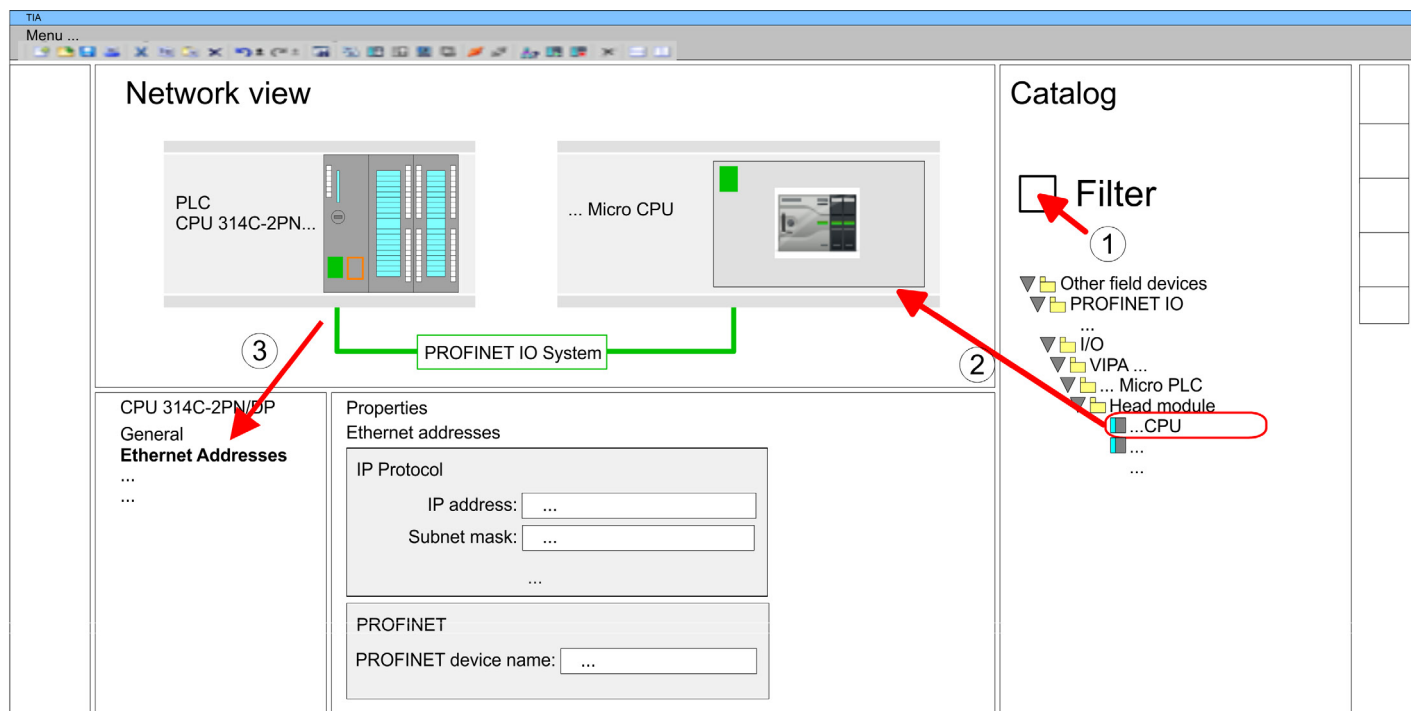 TIA
Menu ...
Network view
PLC
CPU 314C-2PN...
... Micro CPU
3
PROFINET IO System
2
Catalog
Filter
1
Other field devices
PROFINET IO
...
I/O
VIPA ...
... Micro PLC
Head module
...CPU
...
...
CPU 314C-2PN/DP
General
Ethernet Addresses
...
...
Properties
Ethernet addresses
IP Protocol
IP address: ...
Subnet mask: ...
...
PROFINET
PROFINET device name: ...